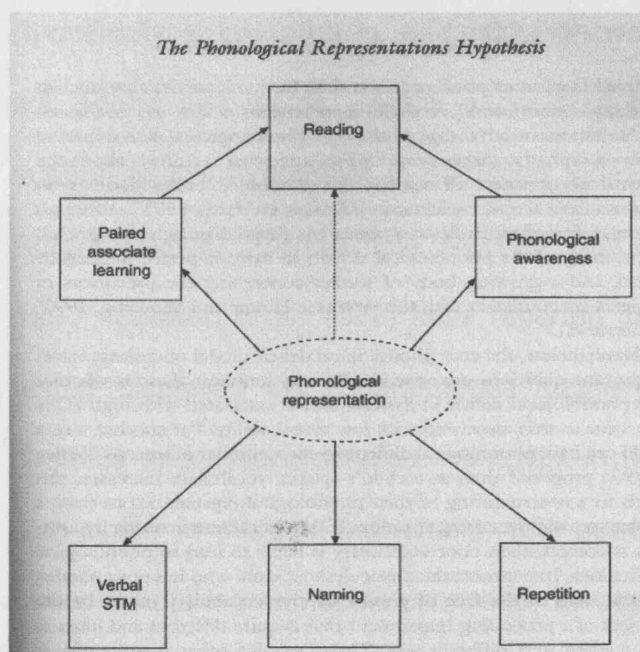 The Phonological Representations Hypothesis
Reading
Paired
associate
learning
Phonological
awareness
Phonological
representation
Verbal
STM
Naming
Repetition